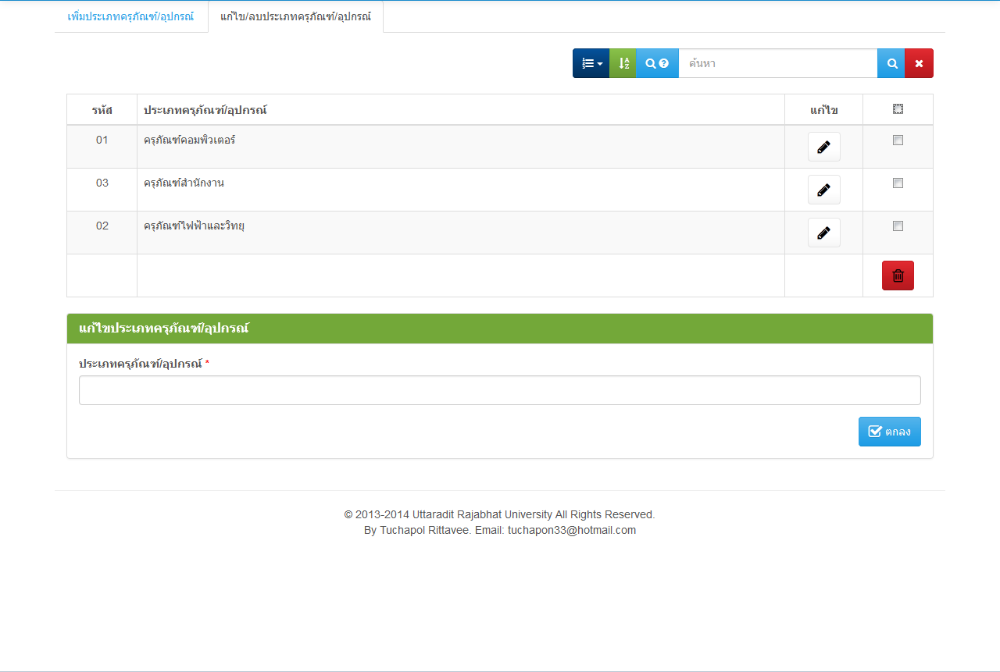 เพิ่มประเภทครุภัณฑ์/อุปกรณ์ แก้ไข/ลบประเภทครุภัณฑ์/อุปกรณ์
ค้นหา
รหัส ประเภทครุภัณฑ์/อุปกรณ์ แก้ไข
01 ครุภัณฑ์คอมพิวเตอร์
03 ครุภัณฑ์สำนักงาน
02 ครุภัณฑ์ไฟฟ้าและวิทยุ
แก้ไขประเภทครุภัณฑ์/อุปกรณ์
ประเภทครุภัณฑ์/อุปกรณ์ *
ตกลง
© 2013-2014 Uttaradit Rajabhat University All Rights Reserved.
By Tuchapol Rittavee. Email: tuchapon33@hotmail.com